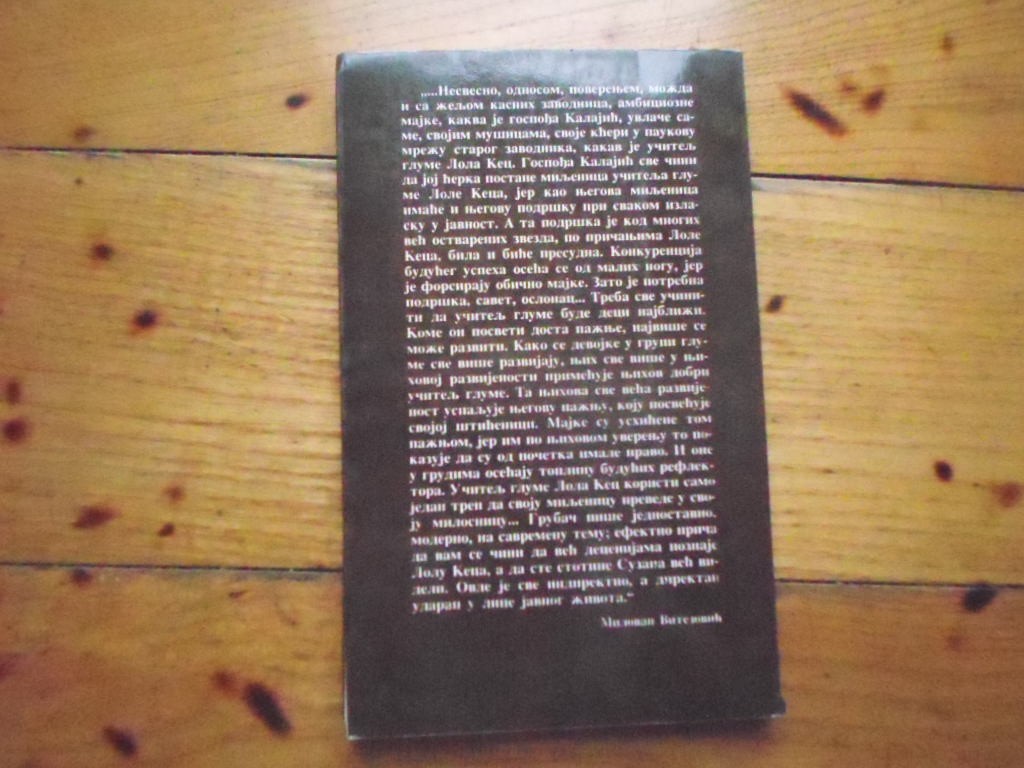 „...Несвесно, односом, поверењем, можда
и са жељом касних заводница, амбициозне
мајке, каква је госпођа Калајић, увлаче са-
ме, својим мушицама, своје кћери у паукову
мрежу старог заводника, какав је учитељ
глуме Лола Кец. Госпођа Калајић све чини
да јој ћерка постане миљеница учитеља глу-
ме Лоле Кеца, јер као његова миљеница
имаће и његову подршку при сваком изла-
ску у јавност. А та подршка је код многих
већ остварених звезда, по причањима Лоле
Кеца, била и биће пресудна. Конкуренција
будућег успеха осећа се од малих ногу, јер
је форсирају обично мајке. Зато је потребна
подршка, савет, ослонац... Треба све учини-
ти да учитељ глуме буде деци најближи.
Коме он посвети доста пажње, највише се
може развити. Како се девојке у групи глу-
ме све више развијају, њих све више у њи-
ховој развијености примећује њихов добри
учитељ глуме. Та њихова све већа развије-
ност успаљује његову пажњу, коју посвећује
својој штићеници. Мајке су усхићене том
пажњом, јер им по њиховом уверењу то по-
казује да су од почетка имале право. И оне
у грудима осећају топлину будућих рефлек-
тора. Учитељ глуме Лола Кец користи само
један трен да своју миљеницу преведе у сво-
ју милосницу... Грубач пише једноставно,
модерно, на савремену тему; ефектно прича
да вам се чини да већ деценијама познаје
Лолу Кеца, а да сте стотине Сузана већ ви-
дели. Овде је све индиректно, а директан
ударац у лице јавног живота.“
Милован Витезовић